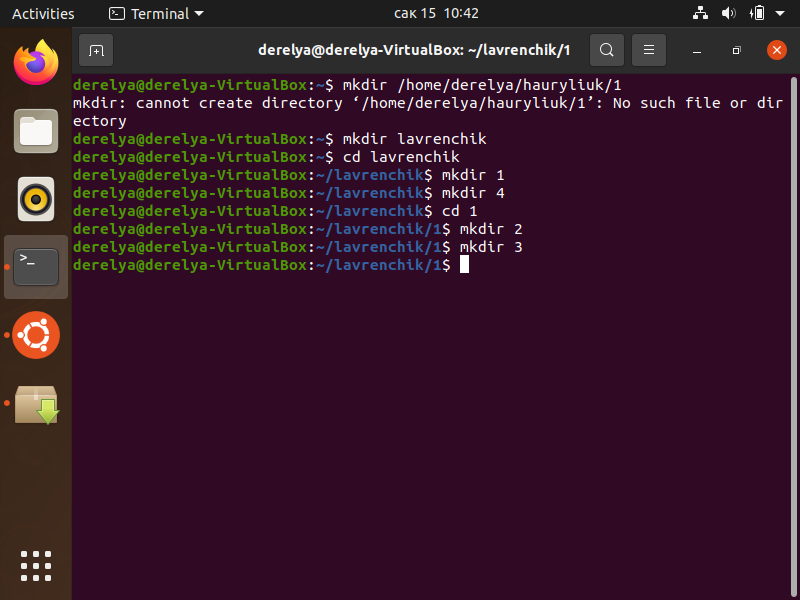 Activities Terminal сак 15 10:42
derelya@derelya-VirtualBox: ~/lavrenchik/1
derelya@derelya-VirtualBox:~$ mkdir /home/derelya/hauryliuk/1
mkdir: cannot create directory ‘/home/derelya/hauryliuk/1’: No such file or dir
ectory
derelya@derelya-VirtualBox:~$ mkdir lavrenchik
derelya@derelya-VirtualBox:~$ cd lavrenchik
derelya@derelya-VirtualBox:~/lavrenchik$ mkdir 1
derelya@derelya-VirtualBox:~/lavrenchik$ mkdir 4
derelya@derelya-VirtualBox:~/lavrenchik$ cd 1
derelya@derelya-VirtualBox:~/lavrenchik/1$ mkdir 2
derelya@derelya-VirtualBox:~/lavrenchik/1$ mkdir 3
derelya@derelya-VirtualBox:~/lavrenchik/1$